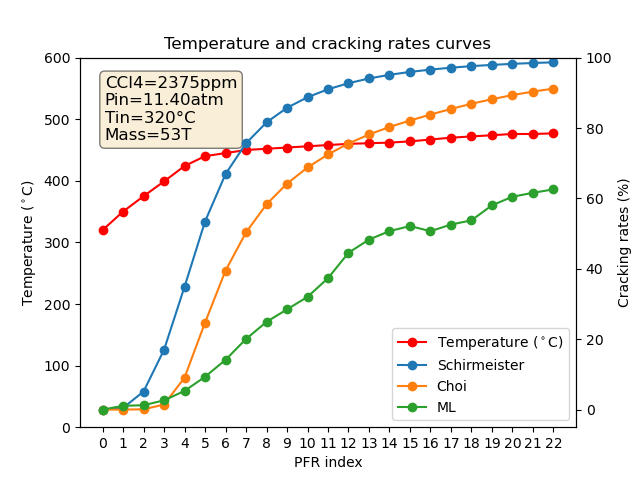 Temperature and cracking rates curves
CCl4=2375ppm
Pin=11.40atm
Tin=320°C
Mass=53T
600
500
400
300
200
100
0
Temperature (°C)
100
80
60
40
20
0
Cracking rates (%)
Temperature (°C)
Schirmeister
Choi
ML
0 1 2 3 4 5 6 7 8 9 10 11 12 13 14 15 16 17 18 19 20 21 22
PFR index